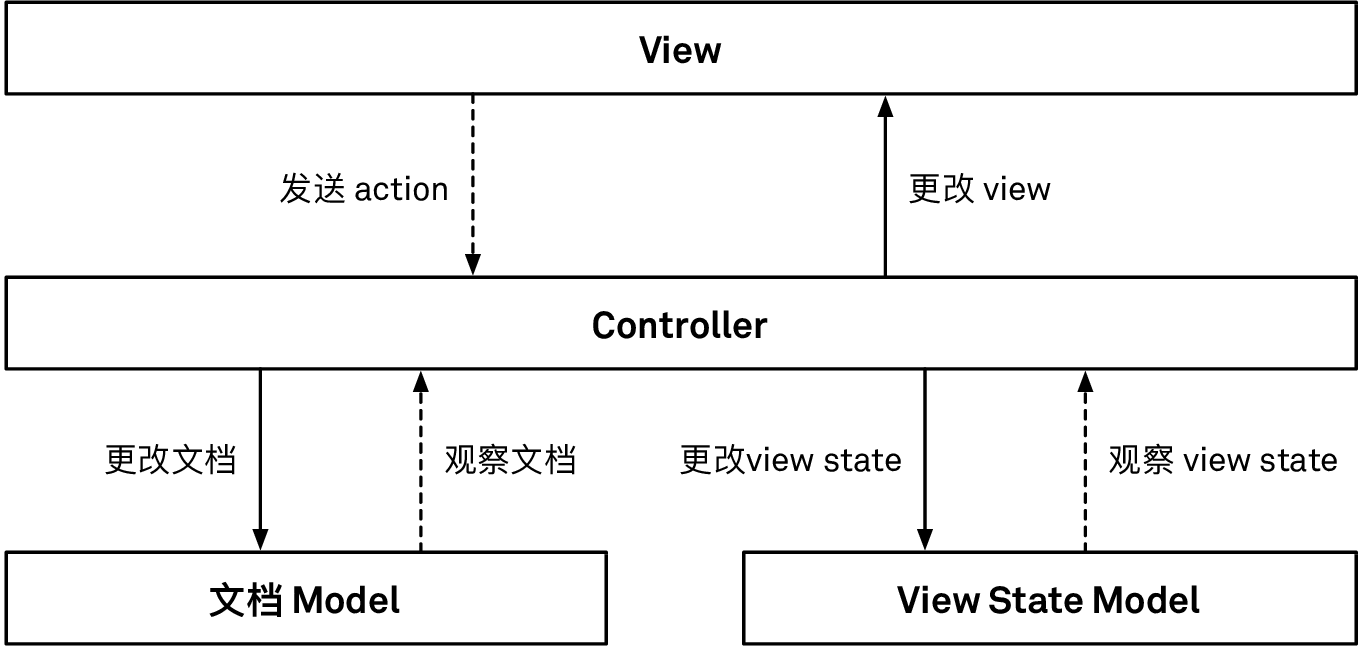 View
发送 action
更改 view
Controller
更改文档
观察文档
更改view state
观察 view state
文档 Model
View State Model